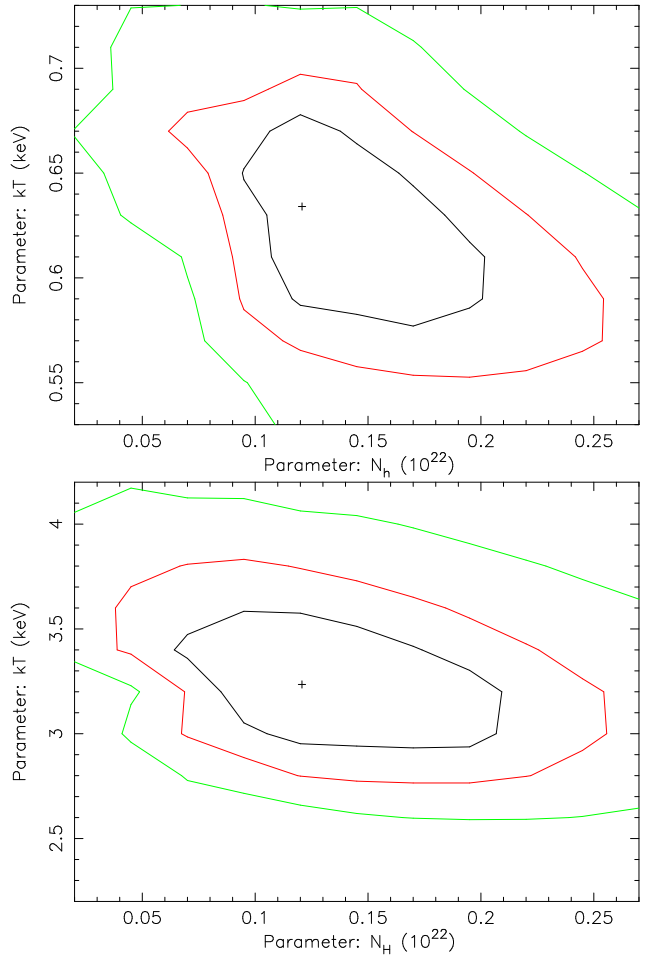 0.7
0.65
0.6
0.55
Parameter: kT (keV)
0.05 0.1 0.15 0.2 0.25
Parameter: N_h (10^22)
4
3.5
3
2.5
Parameter: kT (keV)
0.05 0.1 0.15 0.2 0.25
Parameter: N_H (10^22)